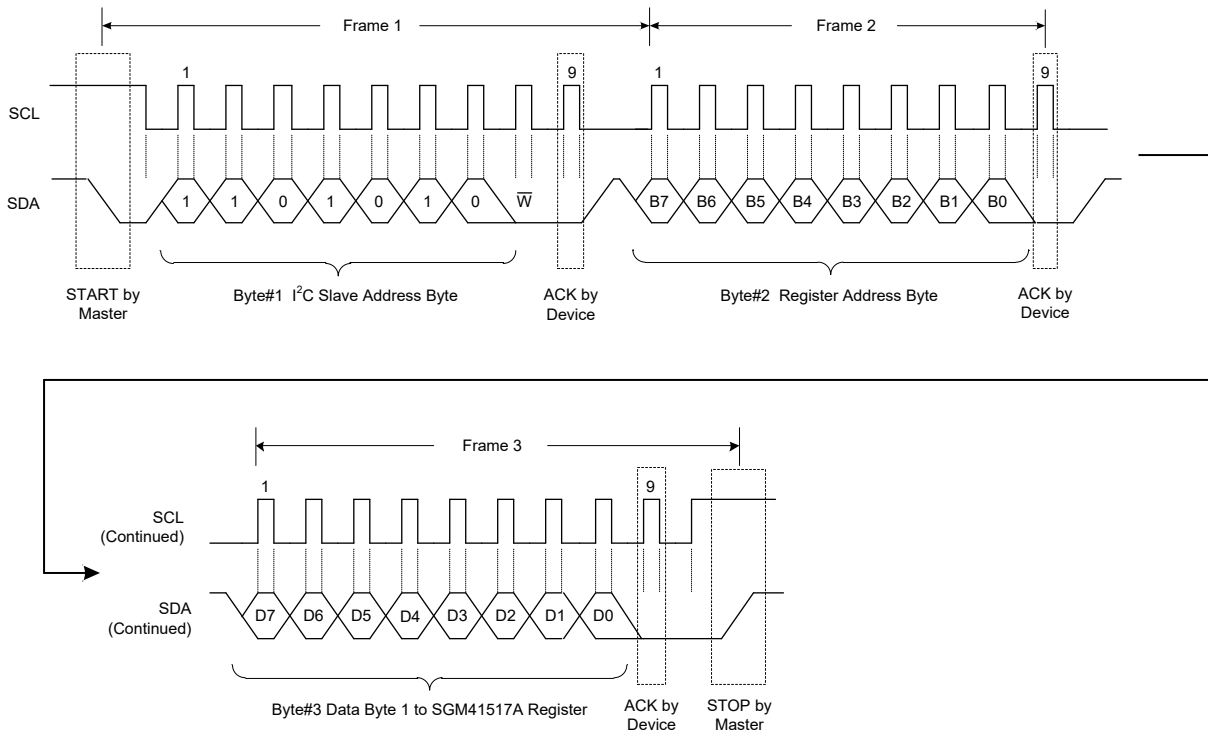 Frame 1
Frame 2
1
9
1
9
SCL
SDA
1 1 0 1 0 1 0 W̅
B7 B6 B5 B4 B3 B2 B1 B0
START by
Master
Byte#1 I²C Slave Address Byte
ACK by
Device
Byte#2 Register Address Byte
ACK by
Device
Frame 3
1
9
SCL
(Continued)
SDA
(Continued)
D7 D6 D5 D4 D3 D2 D1 D0
Byte#3 Data Byte 1 to SGM41517A Register
ACK by
Device
STOP by
Master